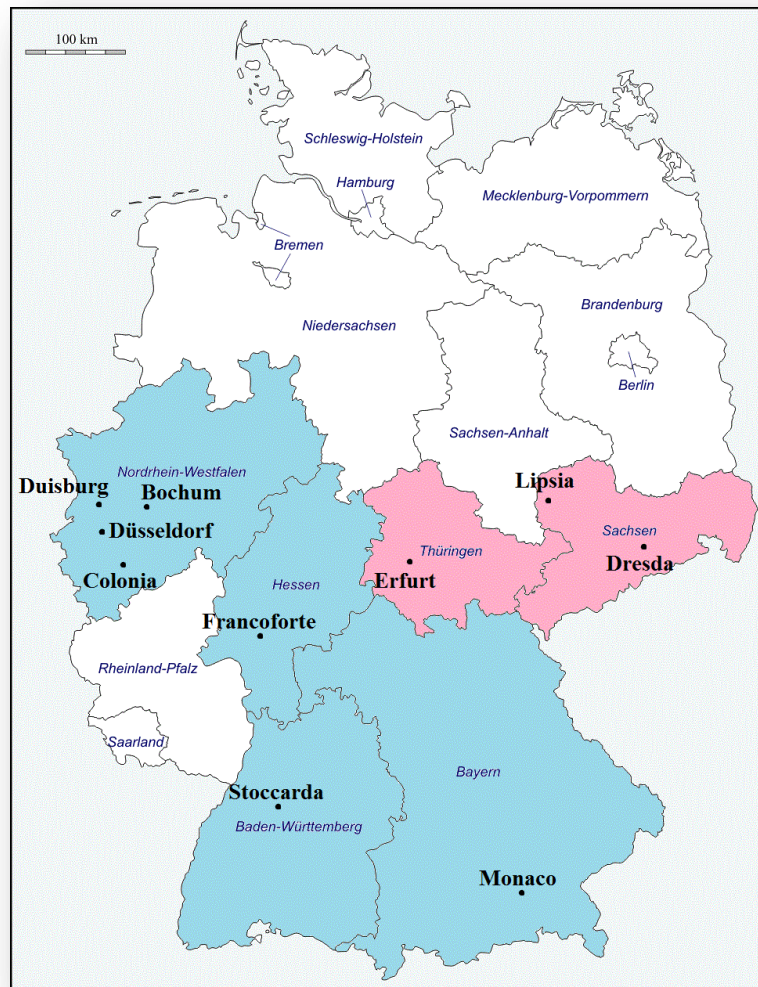 100 km
Schleswig-Holstein
Hamburg
Mecklenburg-Vorpommern
Bremen
Niedersachsen
Brandenburg
Berlin
Sachsen-Anhalt
Nordrhein-Westfalen
Duisburg
Bochum
Düsseldorf
Colonia
Lipsia
Sachsen
Dresda
Thüringen
Erfurt
Hessen
Francoforte
Rheinland-Pfalz
Saarland
Bayern
Stoccarda
Baden-Württemberg
Monaco